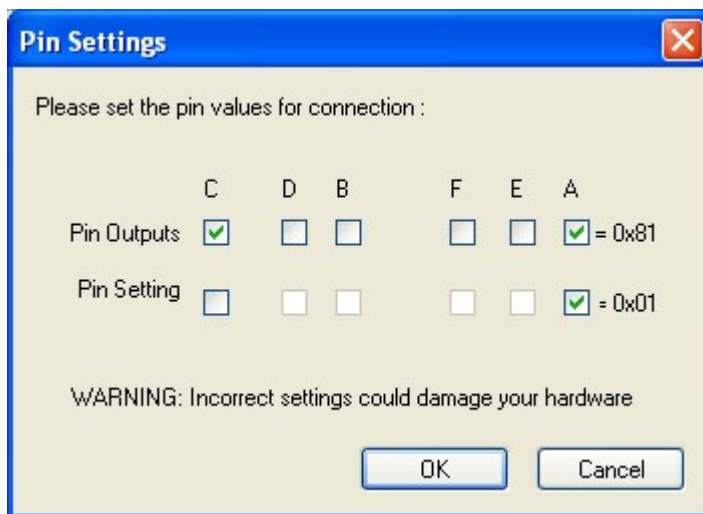 Pin Settings
Please set the pin values for connection :
C D B F E A
Pin Outputs = 0x81
Pin Setting = 0x01
WARNING: Incorrect settings could damage your hardware
OK Cancel